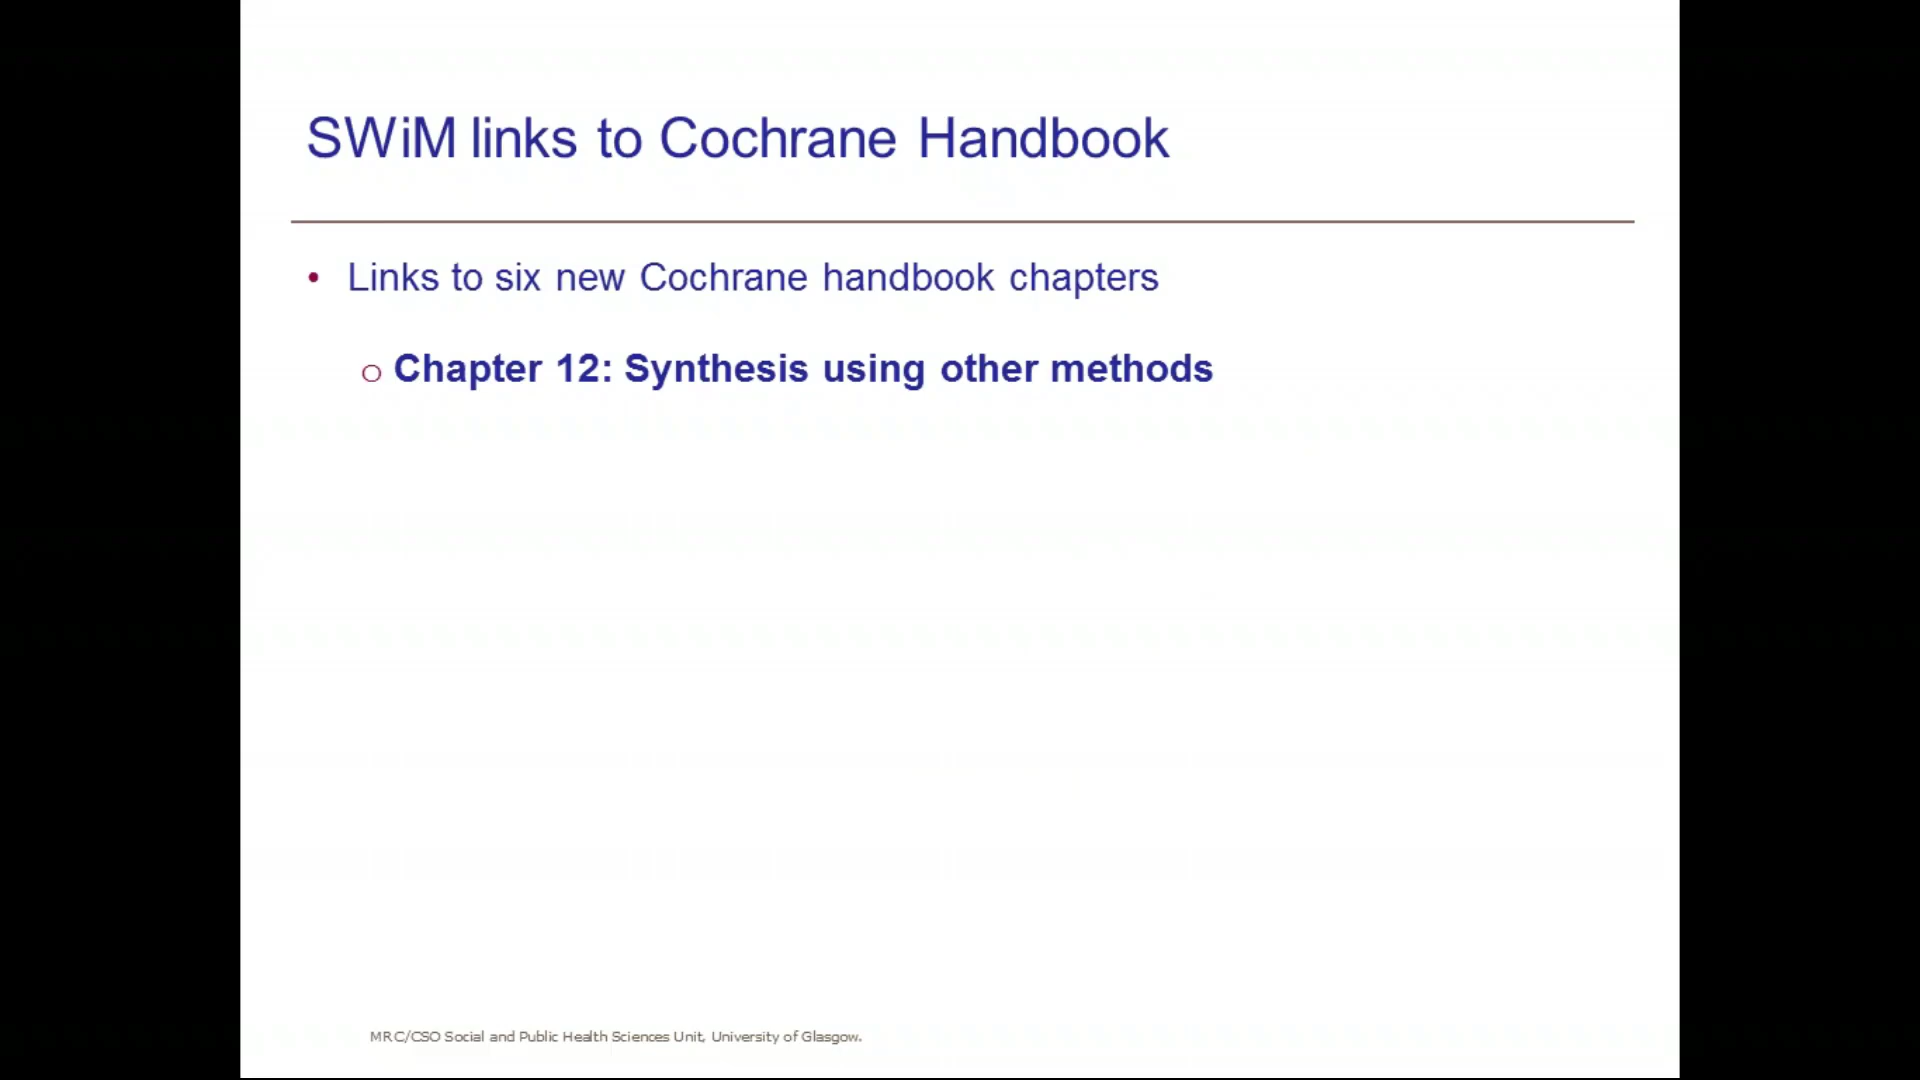 SWiM links to Cochrane Handbook
• Links to six new Cochrane handbook chapters
o Chapter 12: Synthesis using other methods
MRC/CSO Social and Public Health Sciences Unit, University of Glasgow.